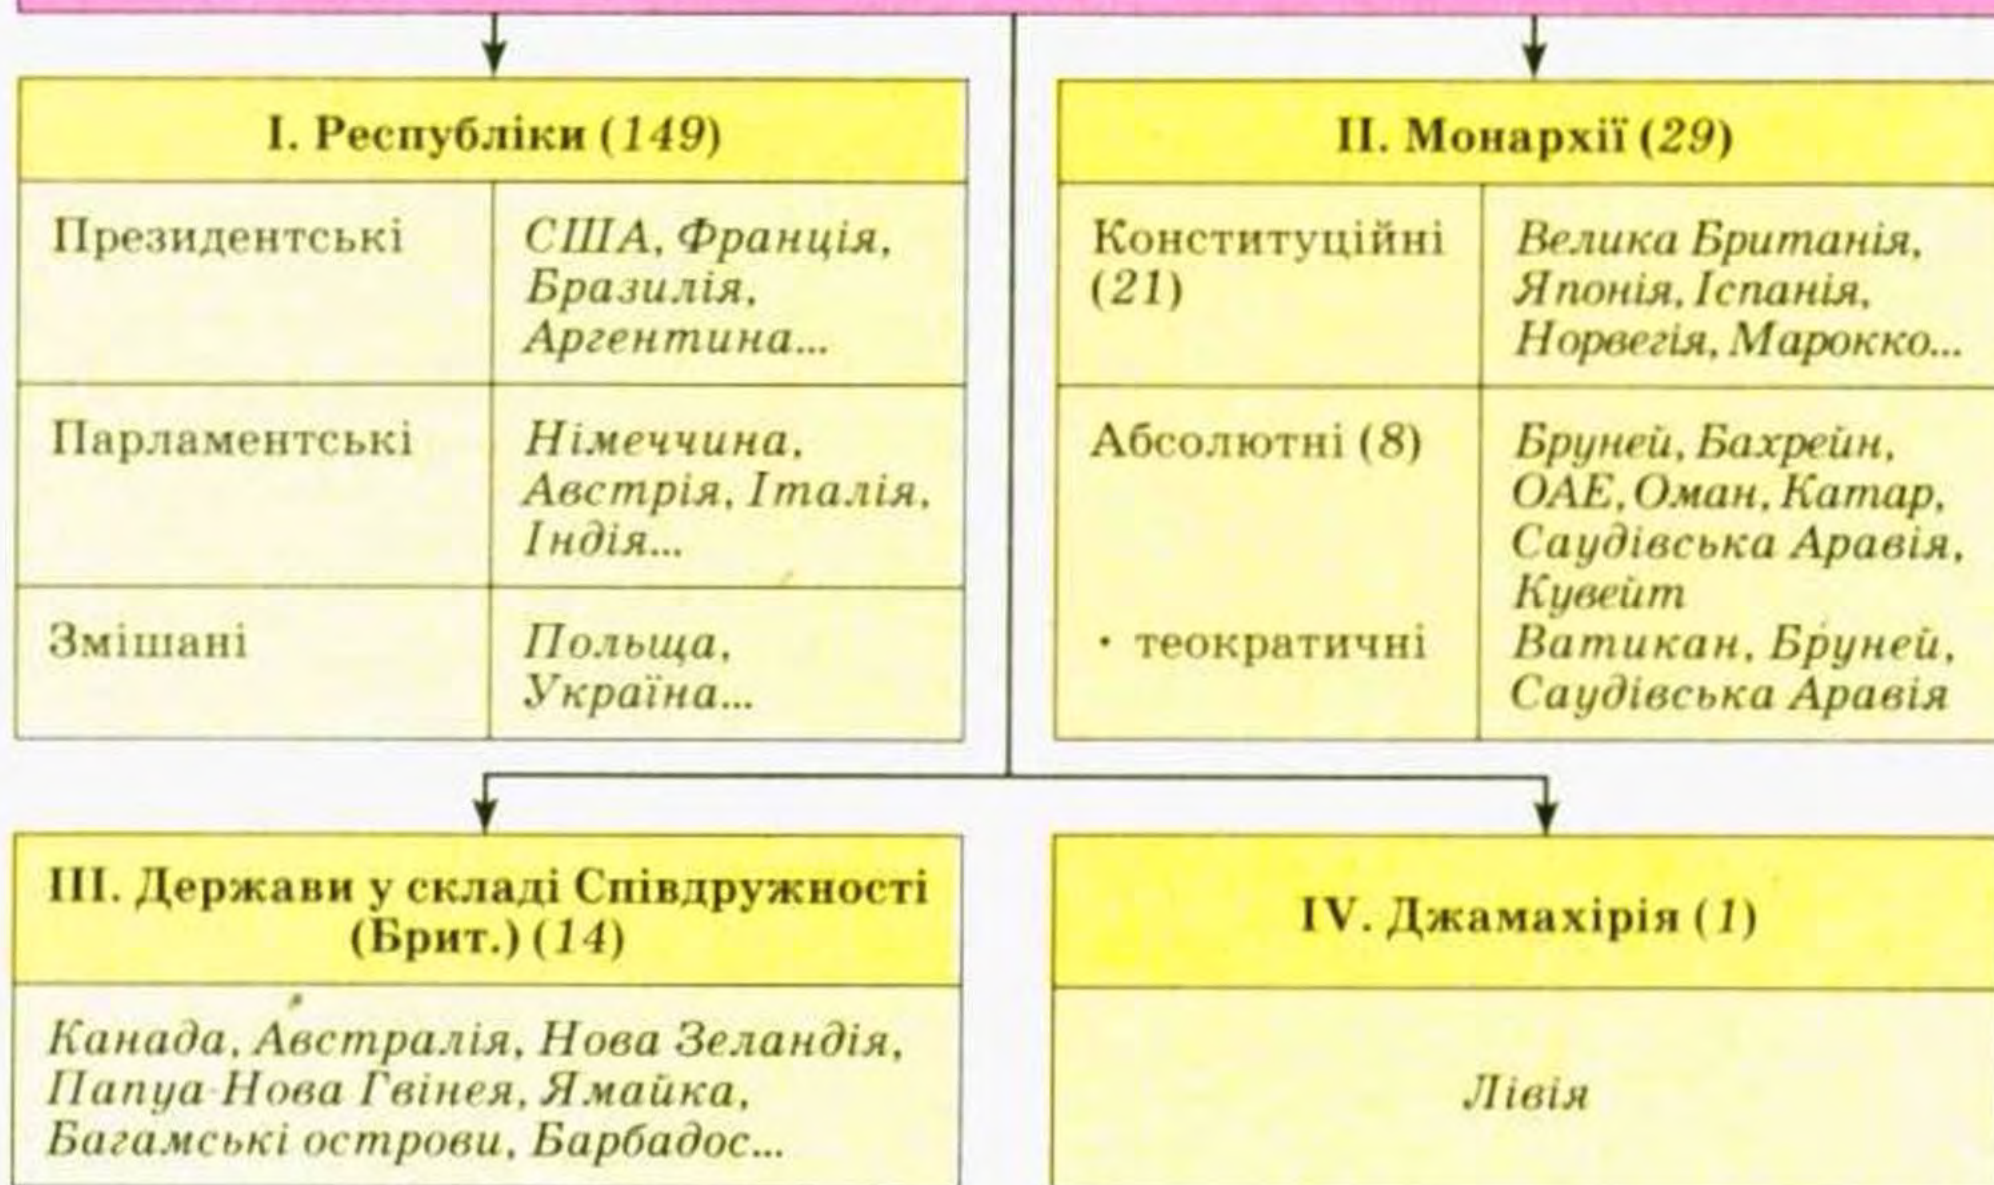 І. Республіки (149)
Президентські
США, Франція,
Бразилія,
Аргентина...
Парламентські
Німеччина,
Австрія, Італія,
Індія...
Змішані
Польща,
Україна...
ІІ. Монархії (29)
Конституційні
(21)
Велика Британія,
Японія, Іспанія,
Норвегія, Марокко...
Абсолютні (8)
Бруней, Бахрейн,
ОАЕ, Оман, Катар,
Саудівська Аравія,
Кувейт
• теократичні
Ватикан, Бруней,
Саудівська Аравія
ІІІ. Держави у складі Співдружності
(Брит.) (14)
Канада, Австралія, Нова Зеландія,
Папуа-Нова Гвінея, Ямайка,
Багамські острови, Барбадос...
IV. Джамахірія (1)
Лівія